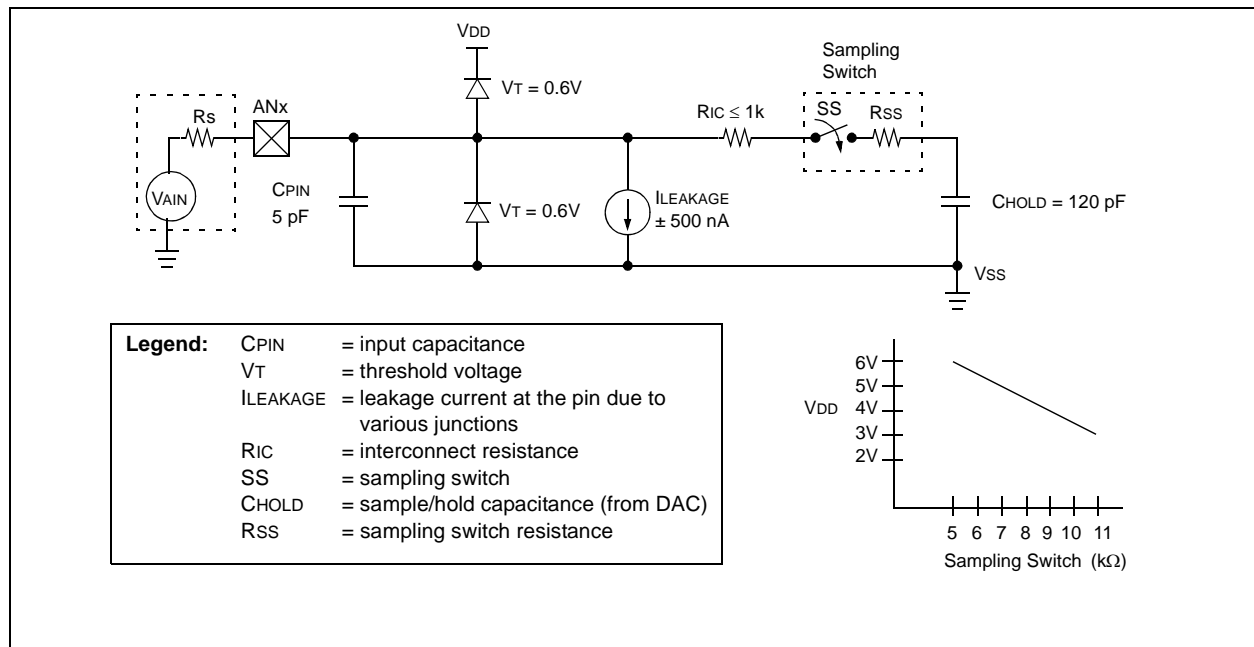 VDD
Sampling
Switch
VT = 0.6V
ANx
RS
RIC ≤ 1k
SS
RSS
VAIN
CPIN
5 pF
VT = 0.6V
ILEAKAGE
± 500 nA
CHOLD = 120 pF
VSS
Legend: CPIN = input capacitance
VT = threshold voltage
ILEAKAGE = leakage current at the pin due to
various junctions
RIC = interconnect resistance
SS = sampling switch
CHOLD = sample/hold capacitance (from DAC)
RSS = sampling switch resistance
6V
5V
VDD 4V
3V
2V
5 6 7 8 9 10 11
Sampling Switch (kΩ)